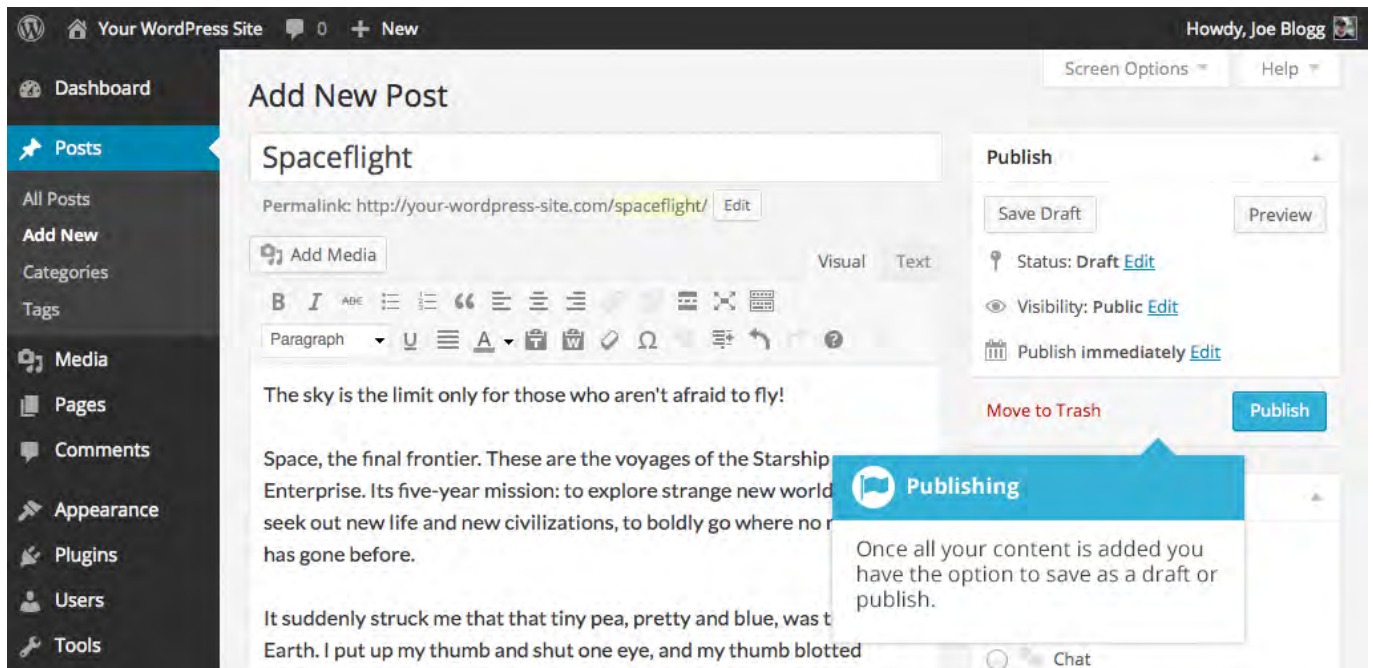 Your WordPress Site 0 + New Howdy, Joe Blogg
Screen Options Help
Dashboard
Posts
All Posts
Add New
Categories
Tags
Media
Pages
Comments
Appearance
Plugins
Users
Tools
Add New Post
Spaceflight
Permalink: http://your-wordpress-site.com/spaceflight/ Edit
Add Media Visual Text
B I ABC
Paragraph U A T W Ω ?
The sky is the limit only for those who aren't afraid to fly!
Space, the final frontier. These are the voyages of the Starship
Enterprise. Its five-year mission: to explore strange new world
seek out new life and new civilizations, to boldly go where no
has gone before.
It suddenly struck me that that tiny pea, pretty and blue, was t
Earth. I put up my thumb and shut one eye, and my thumb blotted
Publish
Save Draft Preview
Status: Draft Edit
Visibility: Public Edit
Publish immediately Edit
Move to Trash Publish
Publishing
Once all your content is added you
have the option to save as a draft or
publish.
Chat